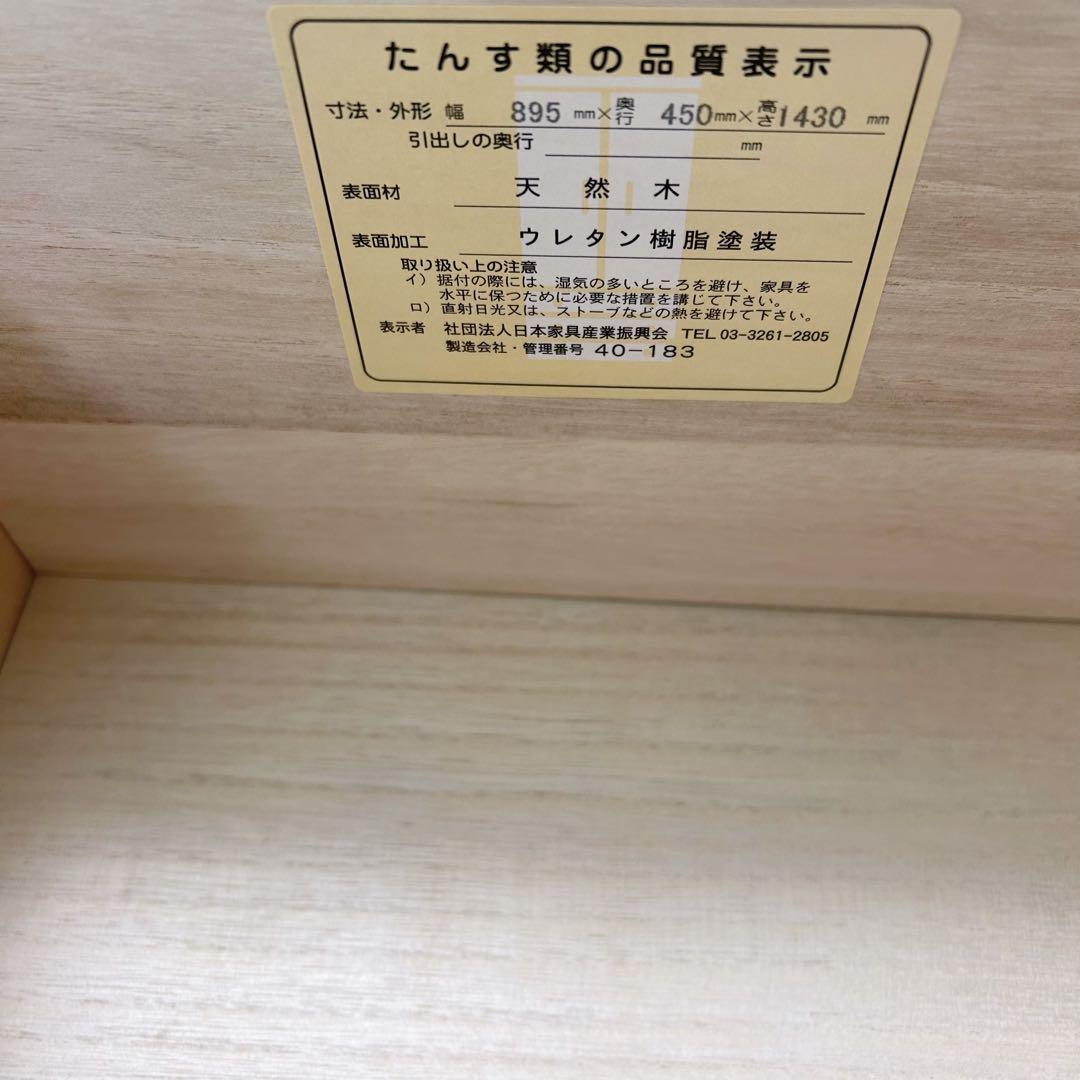 たんす類の品質表示
寸法・外形 幅 895 mm×奥行 450mm×高さ1430 mm
引出しの奥行 mm
表面材 天然木
表面加工 ウレタン樹脂塗装
取り扱い上の注意
イ）据付の際には、湿気の多いところを避け、家具を
水平に保つために必要な措置を講じて下さい。
ロ）直射日光又は、ストーブなどの熱を避けて下さい。
表示者 社団法人日本家具産業振興会 TEL 03-3261-2805
製造会社・管理番号 40-183